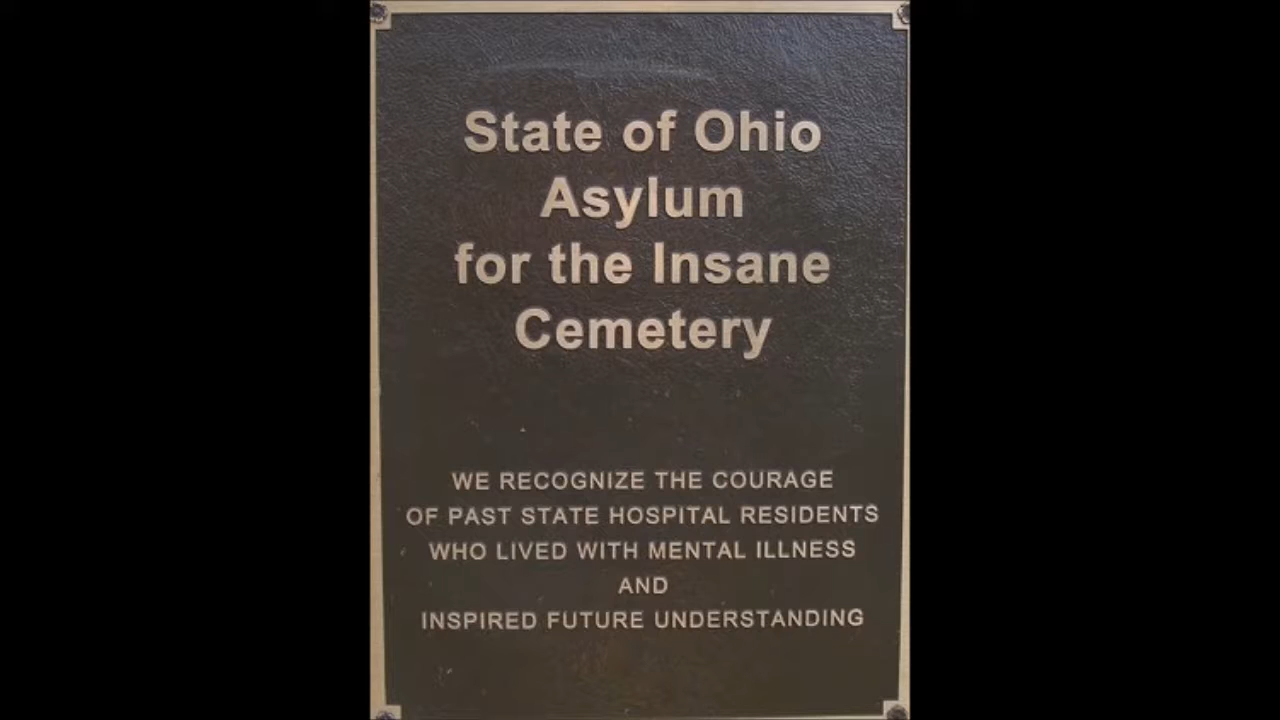 State of Ohio
Asylum
for the Insane
Cemetery
WE RECOGNIZE THE COURAGE
OF PAST STATE HOSPITAL RESIDENTS
WHO LIVED WITH MENTAL ILLNESS
AND
INSPIRED FUTURE UNDERSTANDING